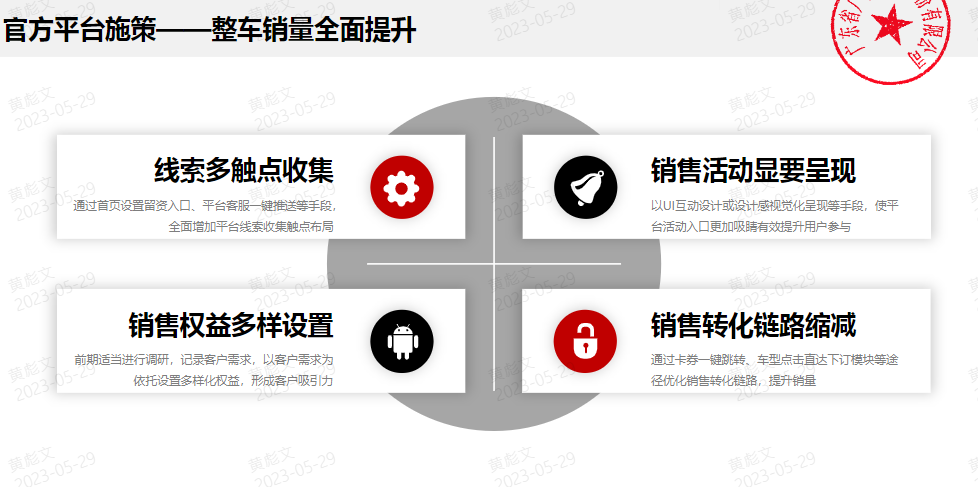 官方平台施策——整车销量全面提升
线索多触点收集
通过首页设置留资入口、平台客服一键推送等手段，
全面增加平台线索收集触点布局
销售活动显要呈现
以UI互动设计或设计感视觉化呈现等手段，使平
台活动入口更加吸睛有效提升用户参与
销售权益多样设置
前期适当进行调研，记录客户需求，以客户需求为
依托设置多样化权益，形成客户吸引力
销售转化链路缩减
通过卡券一键跳转、车型点击直达下订模块等途
径优化销售转化链路，提升销量
广东省
有限公司
黄彪文
2023-05-29